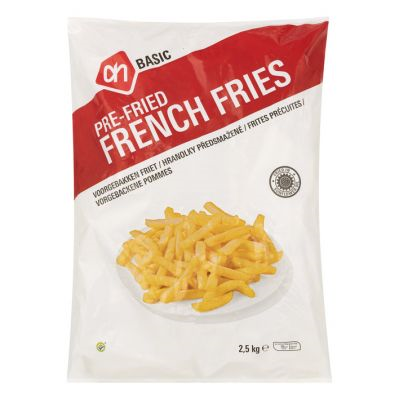 ah BASIC
PRE-FRIED
FRENCH FRIES
VOORGEBAKKEN FRIET / HRANOLKY PŘEDSMAŽENÉ / FRITES PRÉCUITES /
VORGEBACKENE POMMES
2,5 kg e